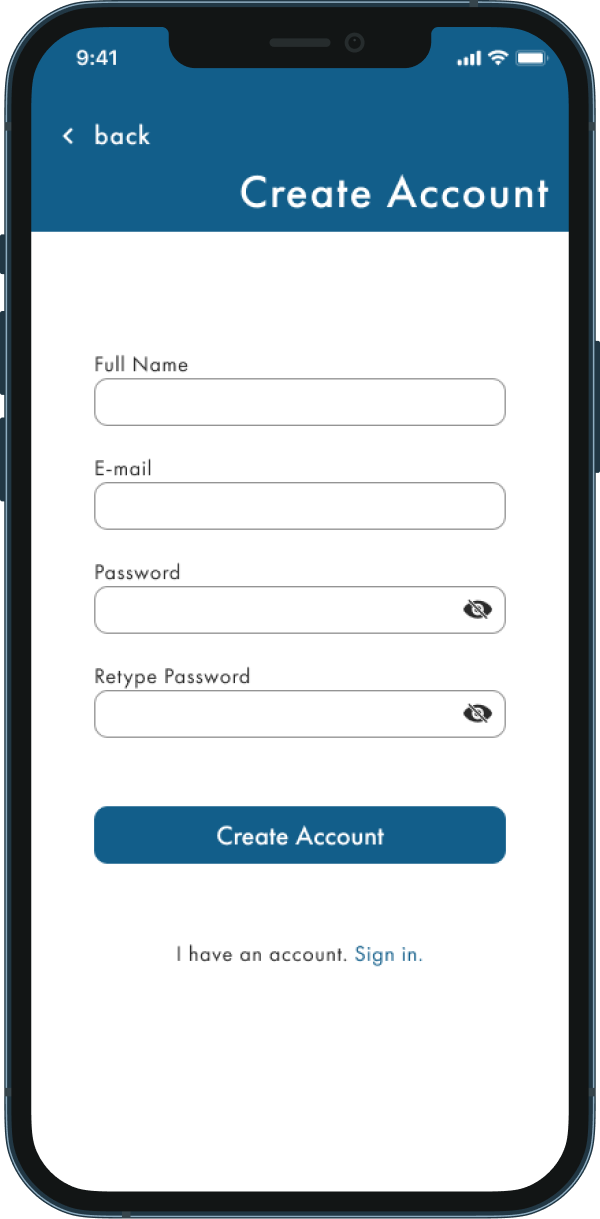 9:41
back
Create Account
Full Name
E-mail
Password
Retype Password
Create Account
I have an account. Sign in.